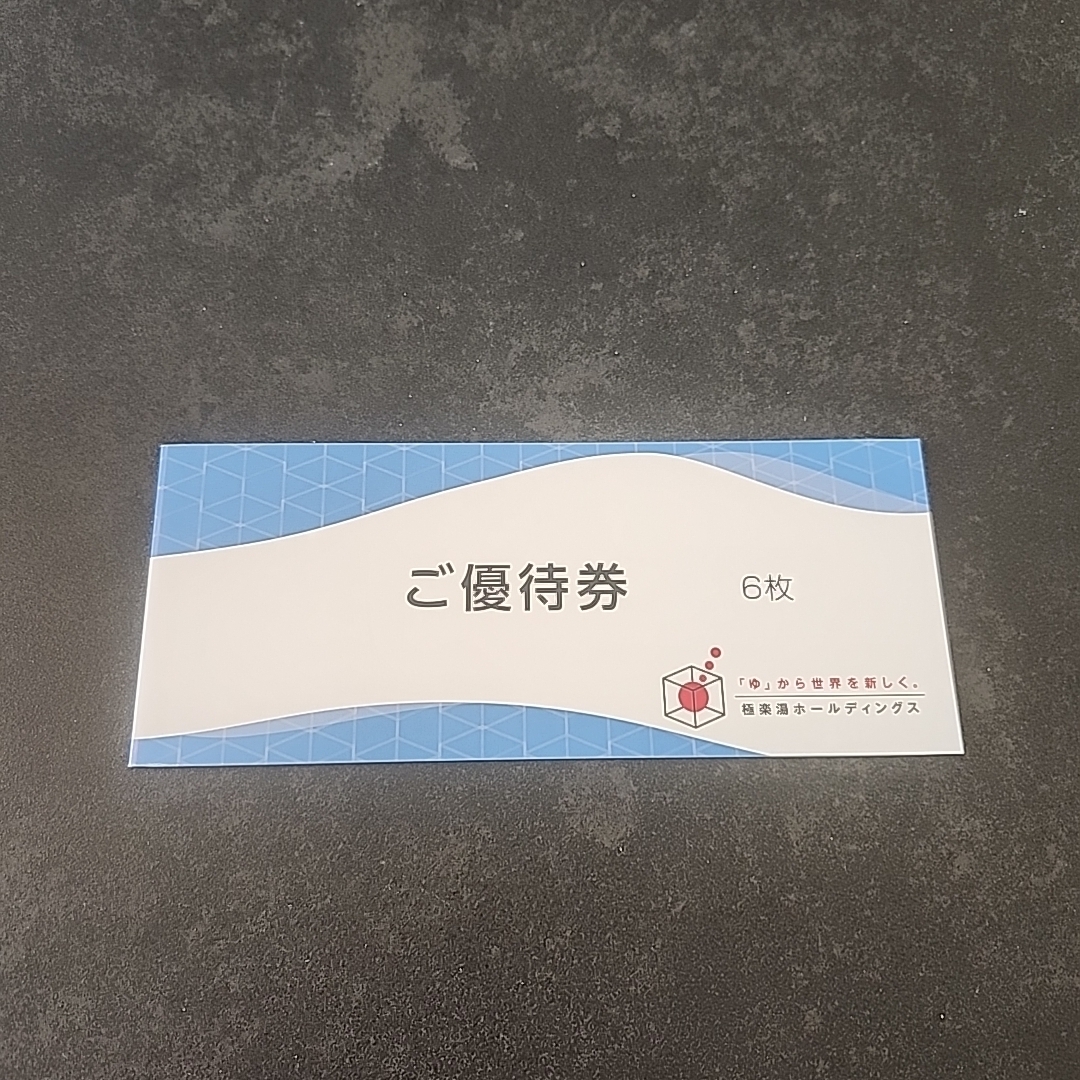 ご優待券
6枚
「ゆ」から世界を新しく。
極楽湯ホールディングス